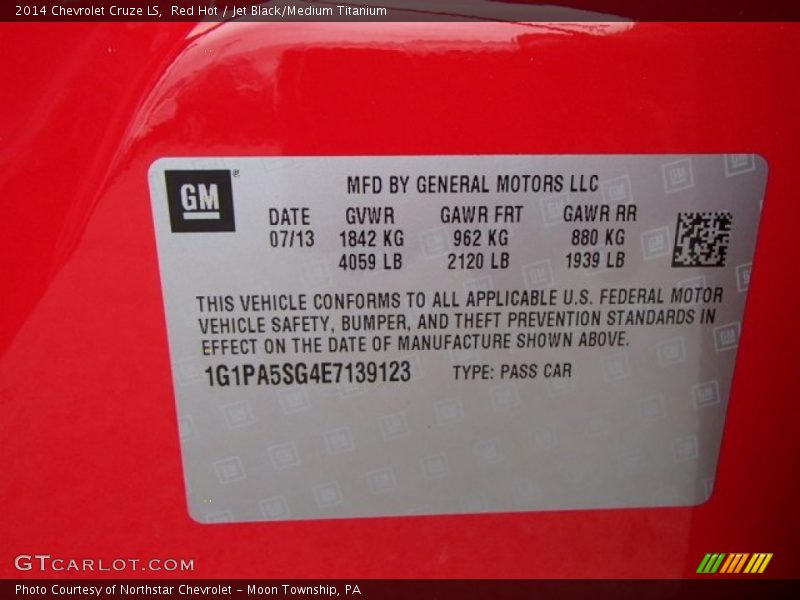 2014 Chevrolet Cruze LS,  Red Hot / Jet Black/Medium Titanium
GM®
MFD BY GENERAL MOTORS LLC
DATE GVWR GAWR FRT GAWR RR
07/13 1842 KG 962 KG 880 KG
4059 LB 2120 LB 1939 LB
THIS VEHICLE CONFORMS TO ALL APPLICABLE U.S. FEDERAL MOTOR
VEHICLE SAFETY, BUMPER, AND THEFT PREVENTION STANDARDS IN
EFFECT ON THE DATE OF MANUFACTURE SHOWN ABOVE.
1G1PA5SG4E7139123 TYPE: PASS CAR
GTCARLOT.COM
Photo Courtesy of Northstar Chevrolet - Moon Township, PA